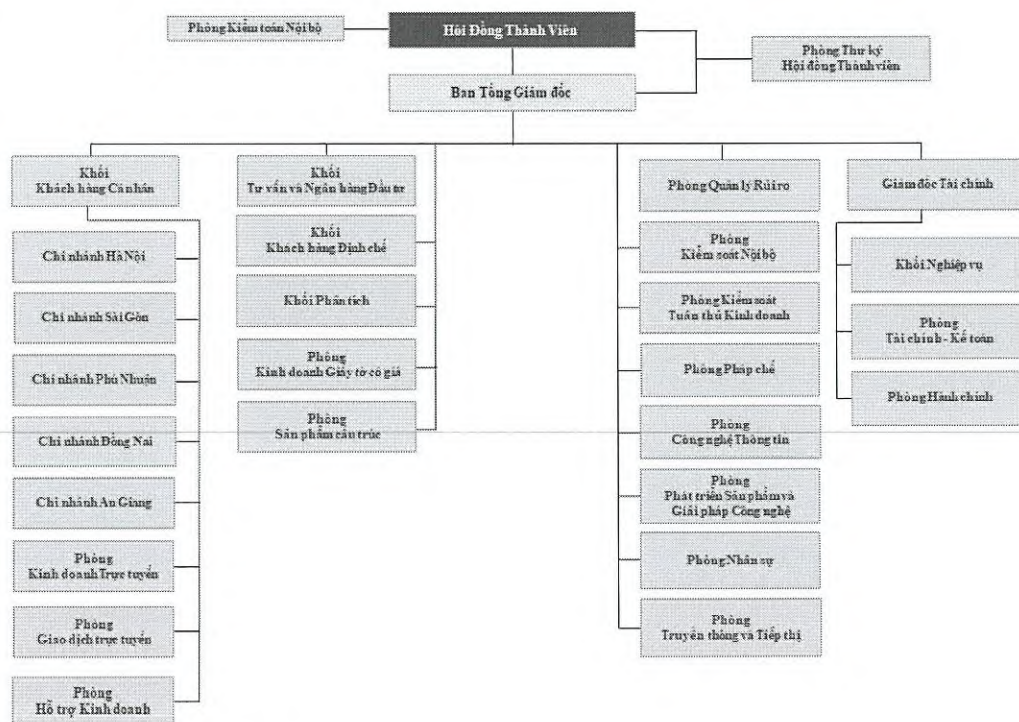 Phòng Kiểm toán Nội bộ
Hội Đồng Thành Viên
Phòng Thư ký
Hội đồng Thành viên
Ban Tổng Giám đốc
Khối
Khách hàng Cá nhân
Chi nhánh Hà Nội
Chi nhánh Sài Gòn
Chi nhánh Phú Nhuận
Chi nhánh Đồng Nai
Chi nhánh An Giang
Phòng
Kinh doanh Trực tuyến
Phòng
Giao dịch trực tuyến
Phòng
Hỗ trợ Kinh doanh
Khối
Tư vấn và Ngân hàng Đầu tư
Khối
Khách hàng Định chế
Khối Phân tích
Phòng
Kinh doanh Giấy tờ có giá
Phòng
Sản phẩm cấu trúc
Phòng Quản lý Rủi ro
Phòng
Kiểm soát Nội bộ
Phòng Kiểm soát
Tuân thủ Kinh doanh
Phòng Pháp chế
Phòng
Công nghệ Thông tin
Phòng
Phát triển Sản phẩm và
Giải pháp Công nghệ
Phòng Nhân sự
Phòng
Truyền thông và Tiếp thị
Giám đốc Tài chính
Khối Nghiệp vụ
Phòng
Tài chính - Kế toán
Phòng Hành chính